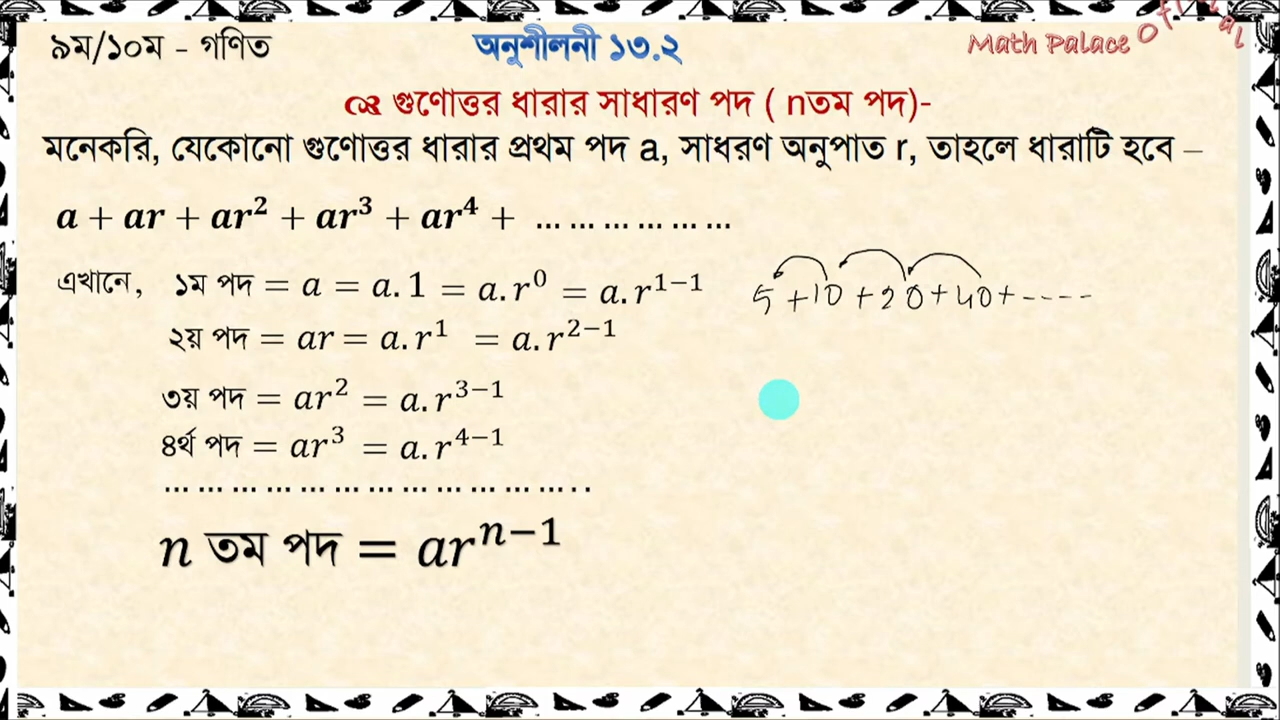 ৯ম/১০ম - গণিত
অনুশীলনী ১৩.২
Math Palace Official
গুণোত্তর ধারার সাধারণ পদ ( nতম পদ)-
মনেকরি, যেকোনো গুণোত্তর ধারার প্রথম পদ a, সাধরণ অনুপাত r, তাহলে ধারাটি হবে –
a + ar + ar² + ar³ + ar⁴ + ... ... ... ... ... ...
এখানে, ১ম পদ = a = a.1 = a.r⁰ = a.r¹⁻¹
5 + 10 + 20 + 40 + ----
২য় পদ = ar = a.r¹ = a.r²⁻¹
৩য় পদ = ar² = a.r³⁻¹
৪র্থ পদ = ar³ = a.r⁴⁻¹
... ... ... ... ... ... ... ... ... ... ... ... . .
n তম পদ = arⁿ⁻¹